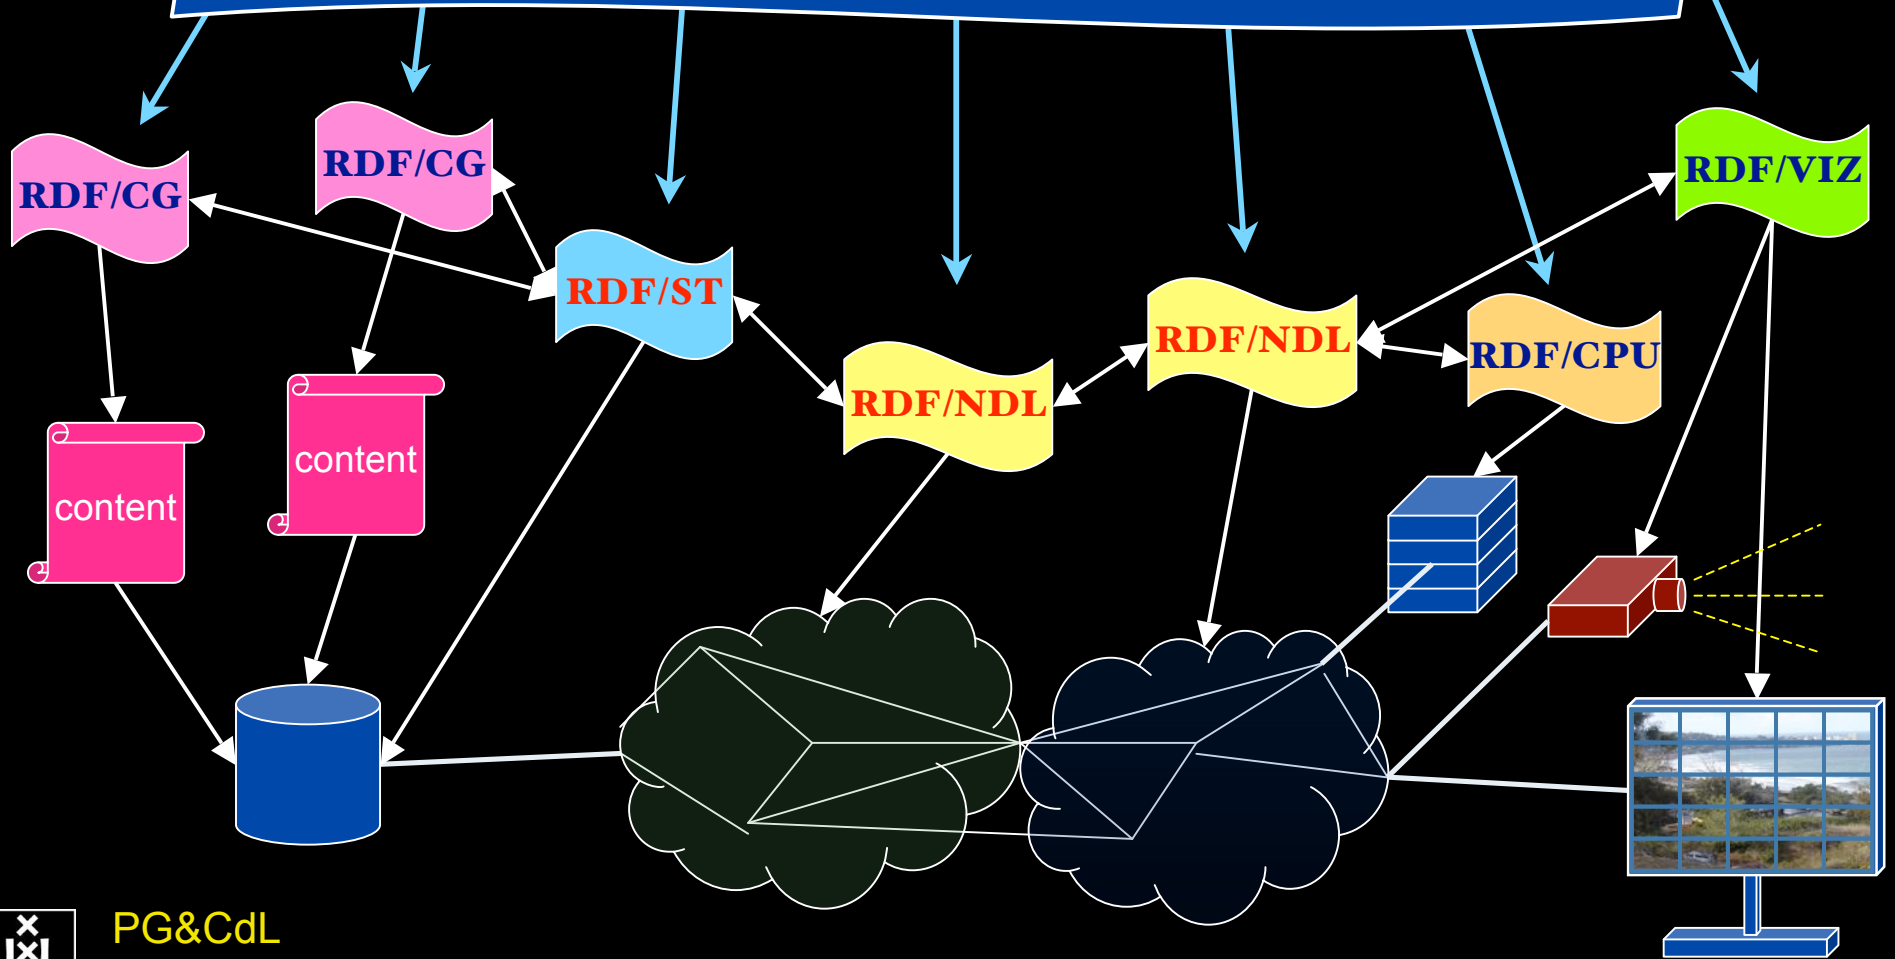 RDF/CG
RDF/CG
RDF/VIZ
RDF/ST
RDF/NDL
RDF/CPU
RDF/NDL
content
content
PG&CdL